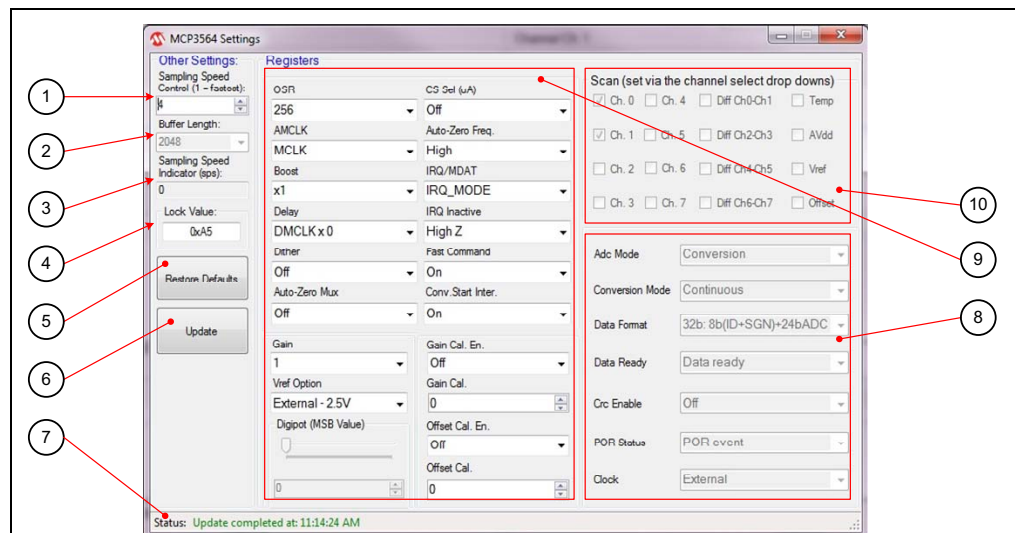 MCP3564 Settings
Other Settings:
Sampling Speed
Control (1 - fastest):
4
Buffer Length:
2048
Sampling Speed
Indicator (sps):
0
Lock Value:
0xA5
Restore Defaults
Update
Registers
OSR
256
AMCLK
MCLK
Boost
x1
Delay
DMCLK x 0
Dither
Off
Auto-Zero Mux
Off
CS Sel (uA)
Off
Auto-Zero Freq.
High
IRQ/MDAT
IRQ_MODE
IRQ Inactive
High Z
Fast Command
On
Conv.Start Inter.
On
Gain
1
Vref Option
External - 2.5V
Digipot (MSB Value)
0
Gain Cal. En.
Off
Gain Cal.
0
Offset Cal. En.
Off
Offset Cal.
0
Scan (set via the channel select drop downs)
Ch. 0 Ch. 4 Diff Ch0-Ch1 Temp
Ch. 1 Ch. 5 Diff Ch2-Ch3 AVdd
Ch. 2 Ch. 6 Diff Ch4-Ch5 Vref
Ch. 3 Ch. 7 Diff Ch6-Ch7 Offset
Adc Mode Conversion
Conversion Mode Continuous
Data Format 32b: 8b(ID+SGN)+24bADC
Data Ready Data ready
Crc Enable Off
POR Status POR event
Clock External
Status: Update completed at: 11:14:24 AM
1
2
3
4
5
6
7
8
9
10